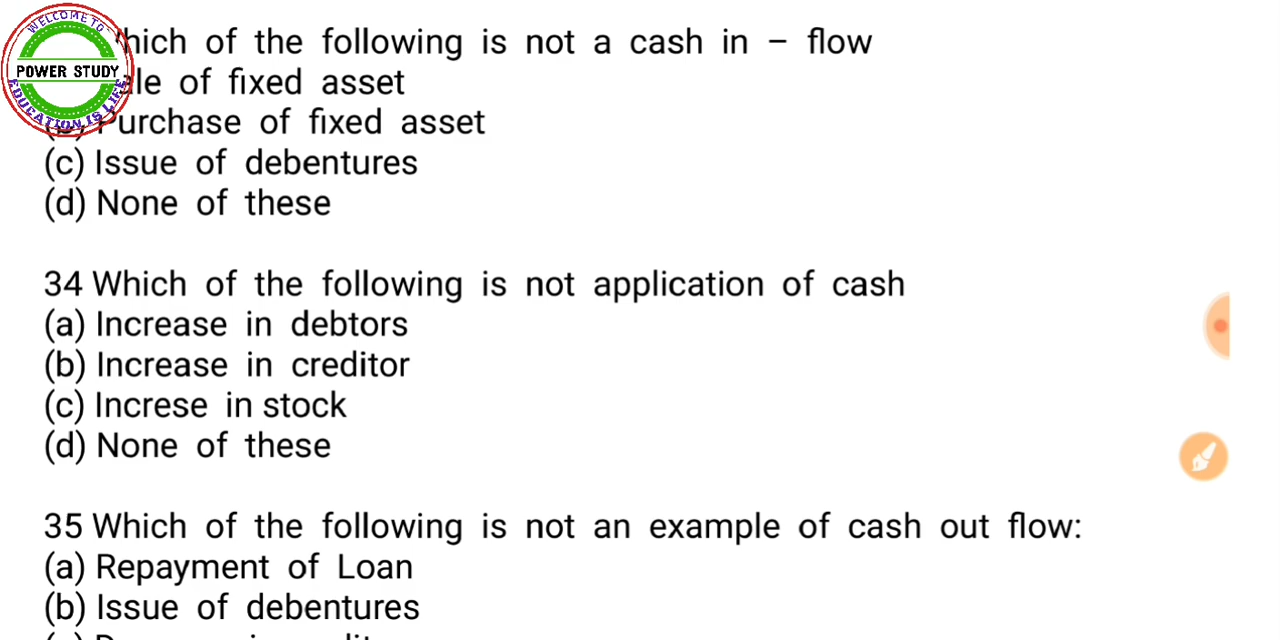 WELCOME TO
POWER STUDY
EDUCATION IS LIFE
hich of the following is not a cash in – flow
ale of fixed asset
(b) Purchase of fixed asset
(c) Issue of debentures
(d) None of these
34 Which of the following is not application of cash
(a) Increase in debtors
(b) Increase in creditor
(c) Increse in stock
(d) None of these
35 Which of the following is not an example of cash out flow:
(a) Repayment of Loan
(b) Issue of debentures